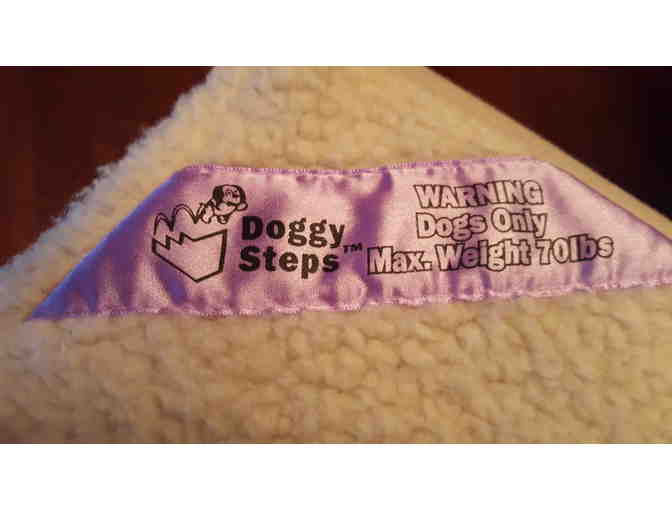 Doggy
Steps™
WARNING
Dogs Only
Max. Weight 70lbs